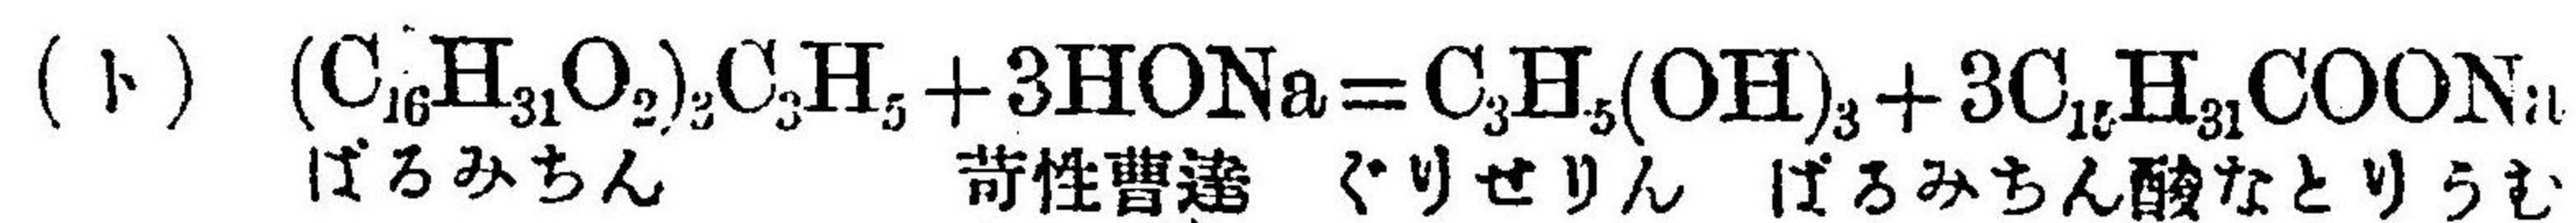 (ト) (C₁₆H₃₁O₂)₃C₃H₅+3HONa=C₃H₅(OH)₃+3C₁₅H₃₁COONa
ぱるみちん 苛性曹達 ぐりせりん ぱるみちん酸なとりうむ